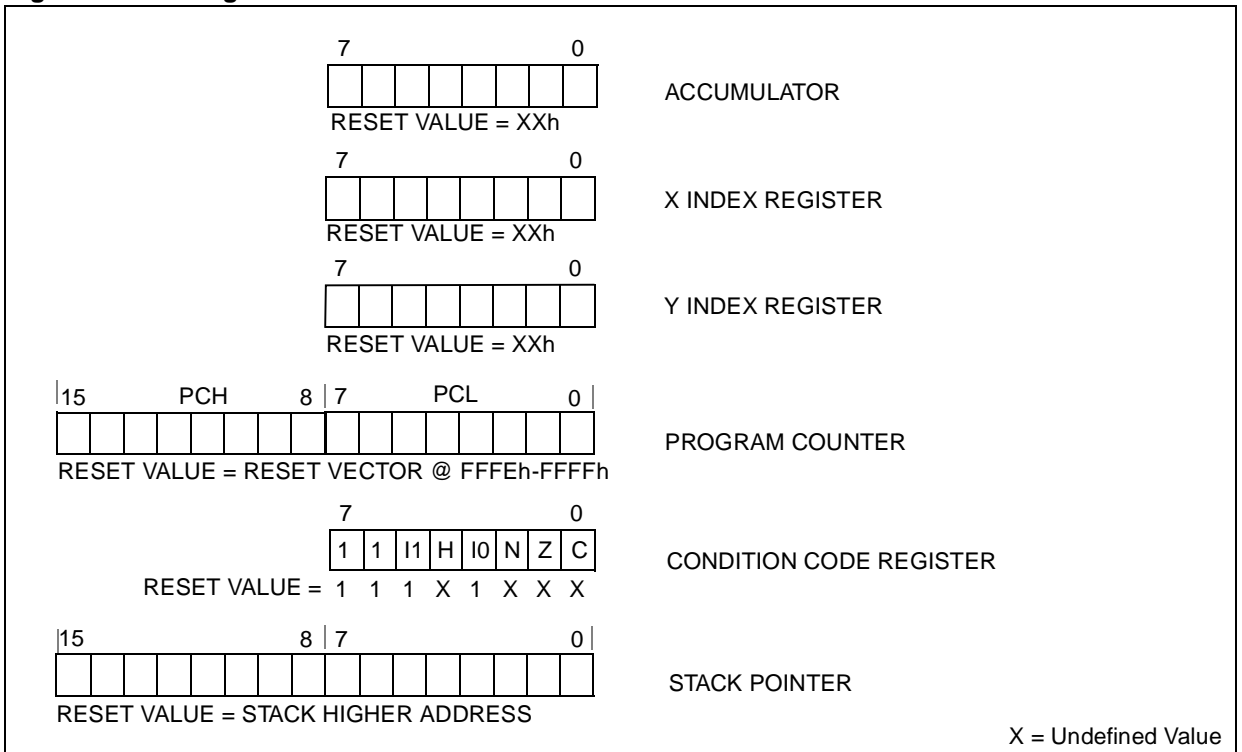 7 0
ACCUMULATOR
RESET VALUE = XXh
7 0
X INDEX REGISTER
RESET VALUE = XXh
7 0
Y INDEX REGISTER
RESET VALUE = XXh
15 PCH 8 7 PCL 0
PROGRAM COUNTER
RESET VALUE = RESET VECTOR @ FFFEh-FFFFh
7 0
1 1 I1 H I0 N Z C
CONDITION CODE REGISTER
RESET VALUE = 1 1 1 X 1 X X X
15 8 7 0
STACK POINTER
RESET VALUE = STACK HIGHER ADDRESS
X = Undefined Value